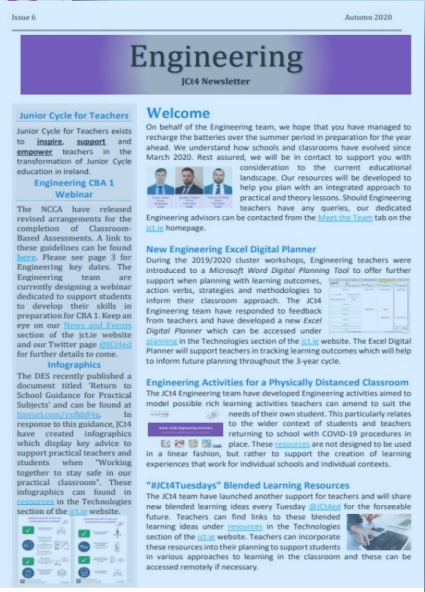 Issue 6
Autumn 2020
Engineering
JCt4 Newsletter
Junior Cycle for Teachers
Junior Cycle for Teachers exists
to inspire, support and
empower teachers in the
transformation of Junior Cycle
education in Ireland.
Engineering CBA 1
Webinar
The NCCA have released
revised arrangements for the
completion of Classroom-
Based Assessments. A link to
these guidelines can be found
here. Please see page 3 for
Engineering key dates. The
Engineering team are
currently designing a webinar
dedicated to support students
to develop their skills in
preparation for CBA 1. Keep an
eye on our News and Events
section of the jct.ie website
and our Twitter page @JCt4ed
for further details to come.
Infographics
The DES recently published a
document titled 'Return to
School Guidance for Practical
Subjects' and can be found at
In
response to this guidance, JCt4
have created infographics
which display key advice to
support practical teachers and
students when "Working
together to stay safe in our
practical classroom". These
infographics can found in
resources in the Technologies
section of the jct.ie website.
Welcome
On behalf of the Engineering team, we hope that you have managed to
recharge the batteries over the summer period in preparation for the year
ahead. We understand how schools and classrooms have evolved since
March 2020. Rest assured, we will be in contact to support you with
consideration to the current educational
landscape. Our resources will be developed to
help you plan with an integrated approach to
practical and theory lessons. Should Engineering
teachers have any queries, our dedicated
Engineering advisors can be contacted from the Meet the Team tab on the
jct.ie homepage.
New Engineering Excel Digital Planner
During the 2019/2020 cluster workshops, Engineering teachers were
introduced to a Microsoft Word Digital Planning Tool to offer further
support when planning with learning outcomes,
action verbs, strategies and methodologies to
inform their classroom approach. The JCt4
Engineering team have responded to feedback
from teachers and have developed a new Excel
Digital Planner which can be accessed under
planning in the Technologies section of the jct.ie website. The Excel Digital
Planner will support teachers in tracking learning outcomes which will help
to inform future planning throughout the 3-year cycle.
Engineering Activities for a Physically Distanced Classroom
The JCt4 Engineering team have developed Engineering activities aimed to
model possible rich learning activities teachers can amend to suit the
needs of their own student. This particularly relates
to the wider context of students and teachers
returning to school with COVID-19 procedures in
place. These resources are not designed to be used
in a linear fashion, but rather to support the creation of learning
experiences that work for individual schools and individual contexts.
"#JCt4Tuesdays" Blended Learning Resources
The JCt4 team have launched another support for teachers and will share
new blended learning ideas every Tuesday @JCt4ed for the forseeable
future. Teachers can find links to these blended
learning ideas under resources in the Technologies
section of the jct.ie website. Teachers can incorporate
these resources into their planning to support students
in various approaches to learning in the classroom and these can be
accessed remotely if necessary.